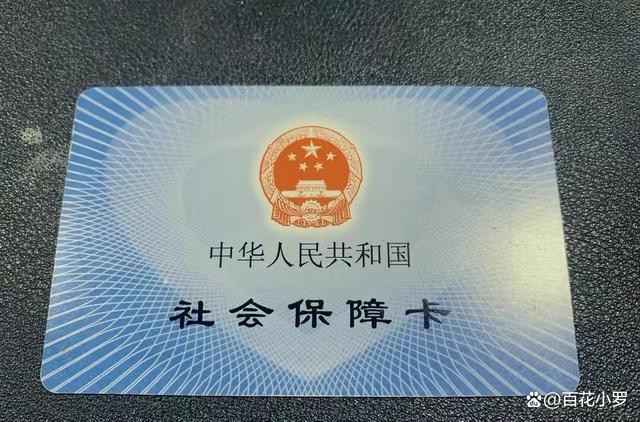 中华人民共和国
社会保障卡
@百花小罗